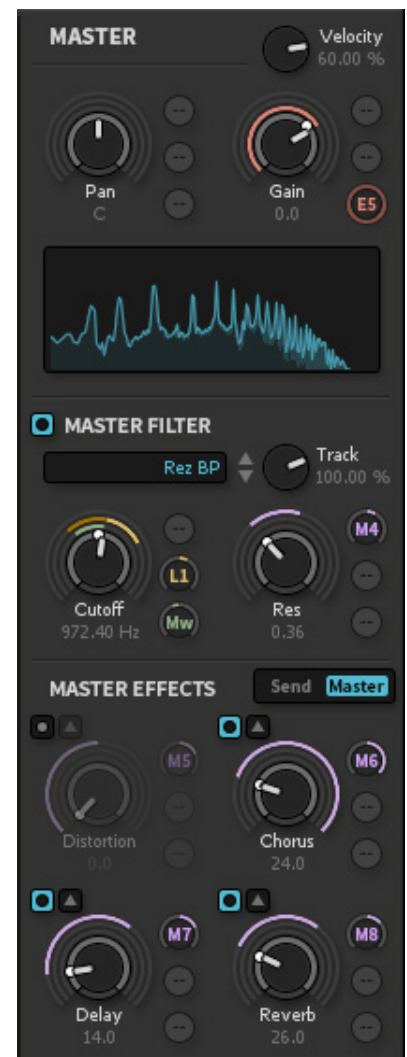 MASTER
Velocity
60.00 %
--
--
Pan
Gain
--
--
C
0.0
--
E5
MASTER FILTER
Rez BP
Track
100.00 %
--
M4
L1
--
Cutoff
Res
972.40 Hz
Mw
0.36
--
MASTER EFFECTS
Send Master
M5
M6
--
--
Distortion
Chorus
0.0
--
24.0
--
M7
M8
--
--
Delay
Reverb
14.0
--
26.0
--